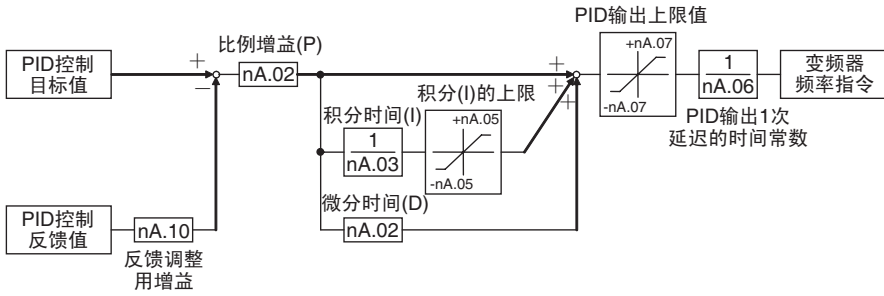 PID输出上限值
比例增益(P)
+nA.07
-nA.07
PID控制
目标值
+
−
nA.02
+
+
+
1
nA.06
变频器
频率指令
积分(I)的上限
积分时间(I)
+nA.05
-nA.05
1
nA.03
PID输出1次
延迟的时间常数
微分时间(D)
nA.02
PID控制
反馈值
nA.10
反馈调整
用增益